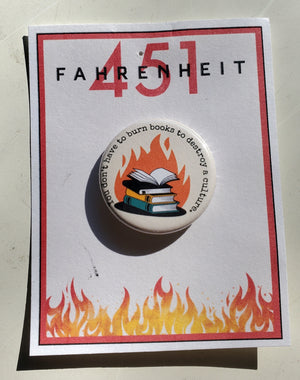 451
FAHRENHEIT
You don't have to burn books to destroy a culture.